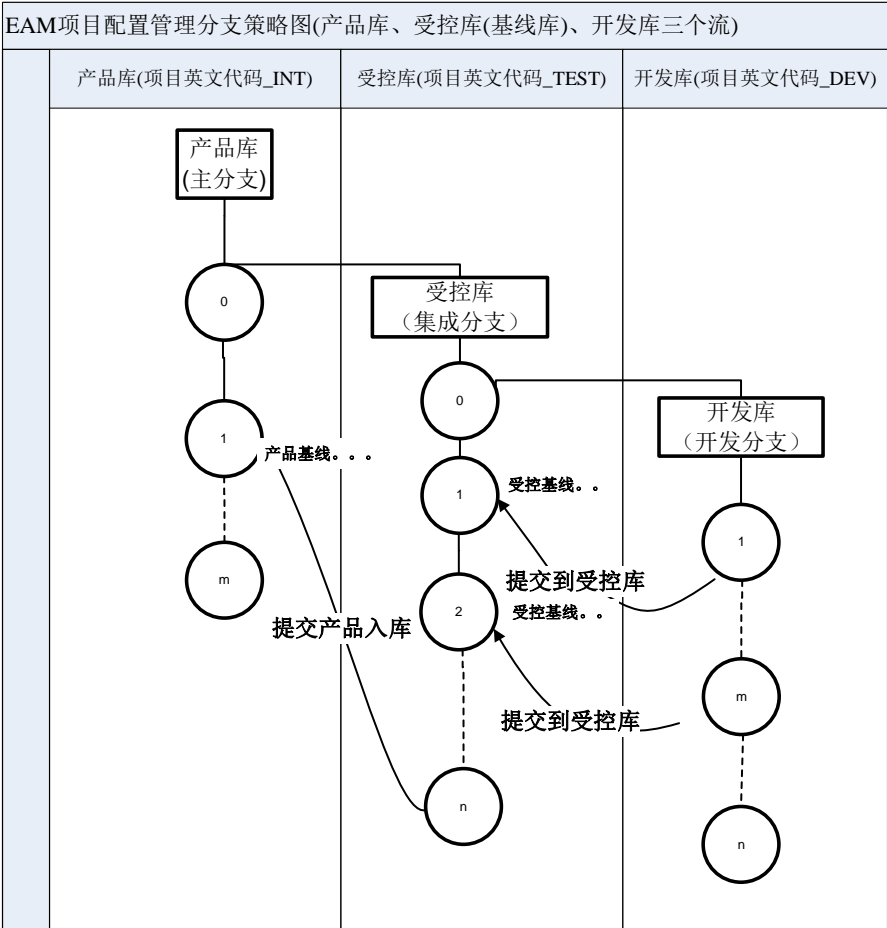 EAM项目配置管理分支策略图(产品库、受控库(基线库)、开发库三个流)
产品库(项目英文代码_INT)
受控库(项目英文代码_TEST)
开发库(项目英文代码_DEV)
产品库
(主分支)
0
受控库
（集成分支）
0
开发库
（开发分支）
1
产品基线。。。
1
受控基线。。
1
提交到受控库
m
2
受控基线。。
提交产品入库
m
提交到受控库
n
n